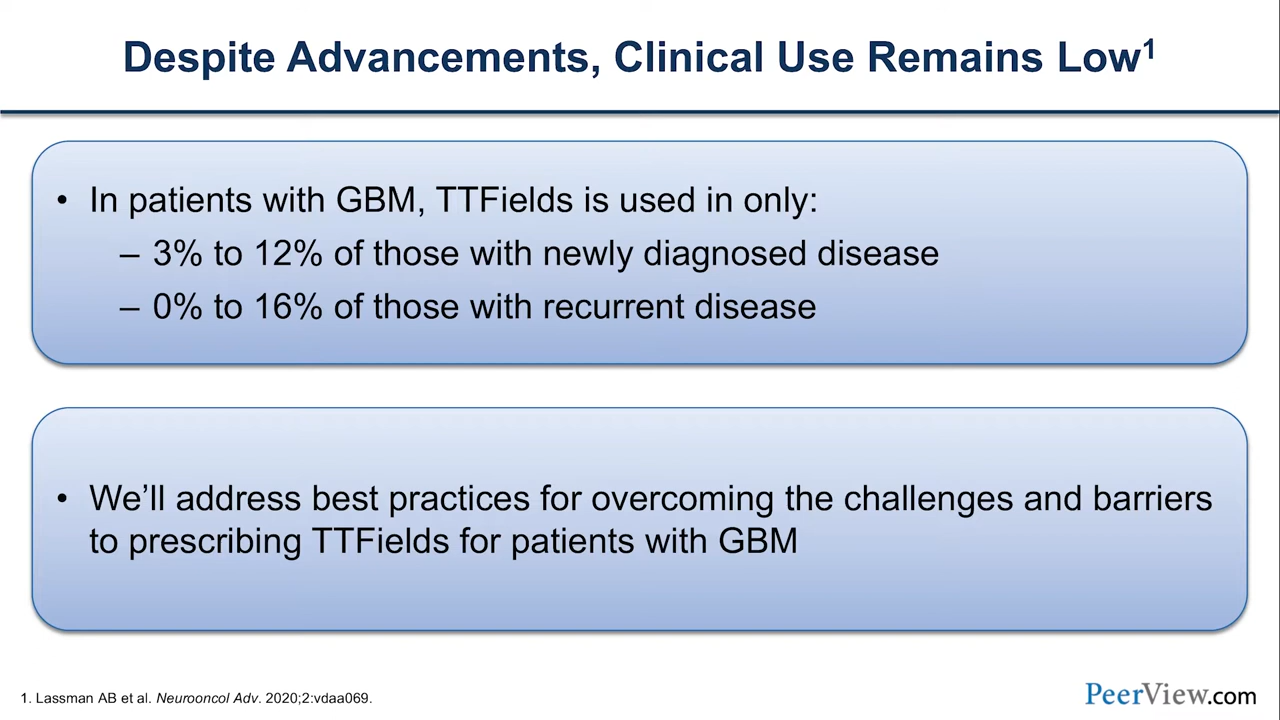 Despite Advancements, Clinical Use Remains Low¹
• In patients with GBM, TTFields is used in only:
– 3% to 12% of those with newly diagnosed disease
– 0% to 16% of those with recurrent disease
• We’ll address best practices for overcoming the challenges and barriers
to prescribing TTFields for patients with GBM
1. Lassman AB et al. Neurooncol Adv. 2020;2:vdaa069.
PeerView.com